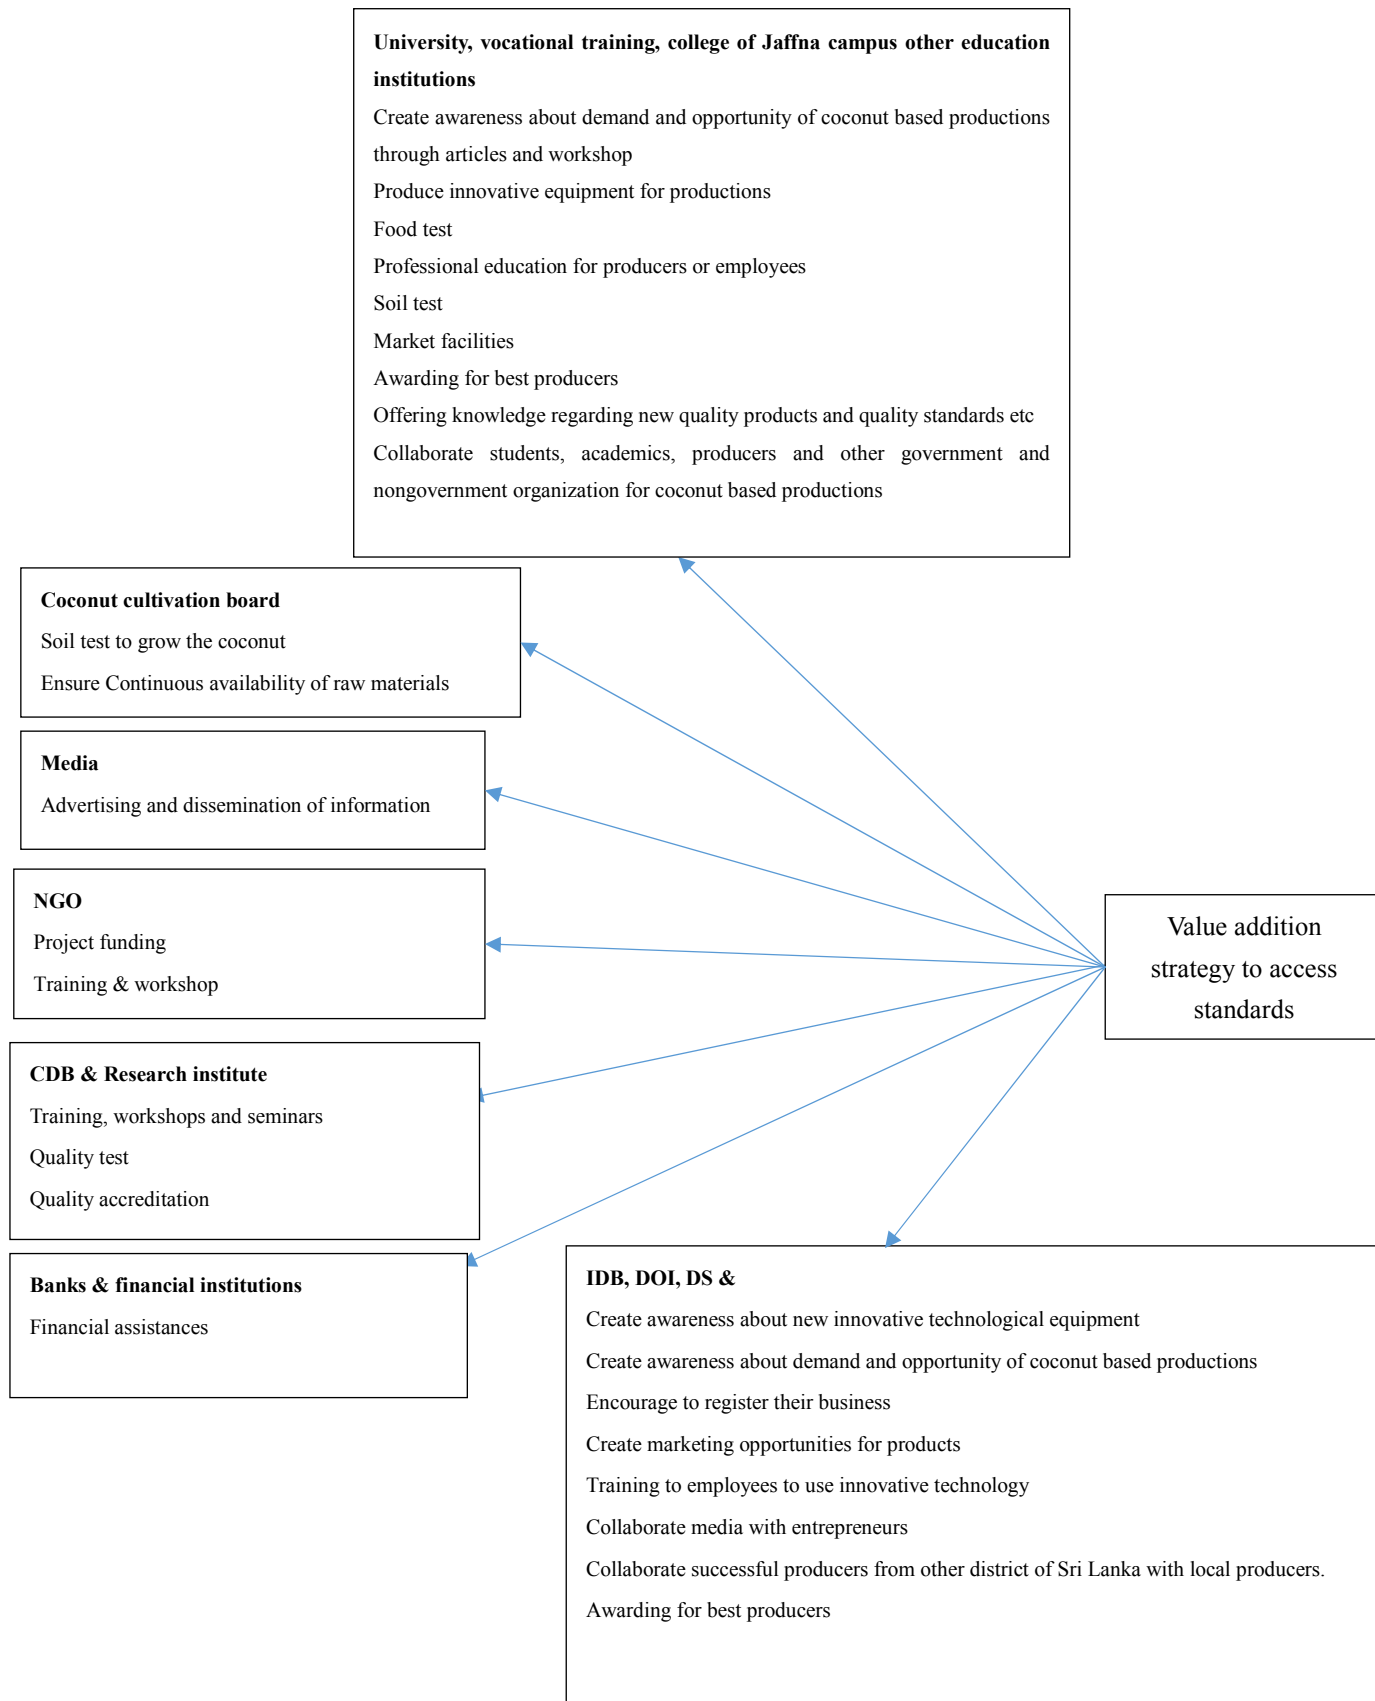 University, vocational training, college of Jaffna campus other education
institutions
Create awareness about demand and opportunity of coconut based productions
through articles and workshop
Produce innovative equipment for productions
Food test
Professional education for producers or employees
Soil test
Market facilities
Awarding for best producers
Offering knowledge regarding new quality products and quality standards etc
Collaborate students, academics, producers and other government and
nongovernment organization for coconut based productions
Coconut cultivation board
Soil test to grow the coconut
Ensure Continuous availability of raw materials
Media
Advertising and dissemination of information
NGO
Project funding
Training & workshop
Value addition
strategy to access
standards
CDB & Research institute
Training, workshops and seminars
Quality test
Quality accreditation
Banks & financial institutions
Financial assistances
IDB, DOI, DS &
Create awareness about new innovative technological equipment
Create awareness about demand and opportunity of coconut based productions
Encourage to register their business
Create marketing opportunities for products
Training to employees to use innovative technology
Collaborate media with entrepreneurs
Collaborate successful producers from other district of Sri Lanka with local producers.
Awarding for best producers